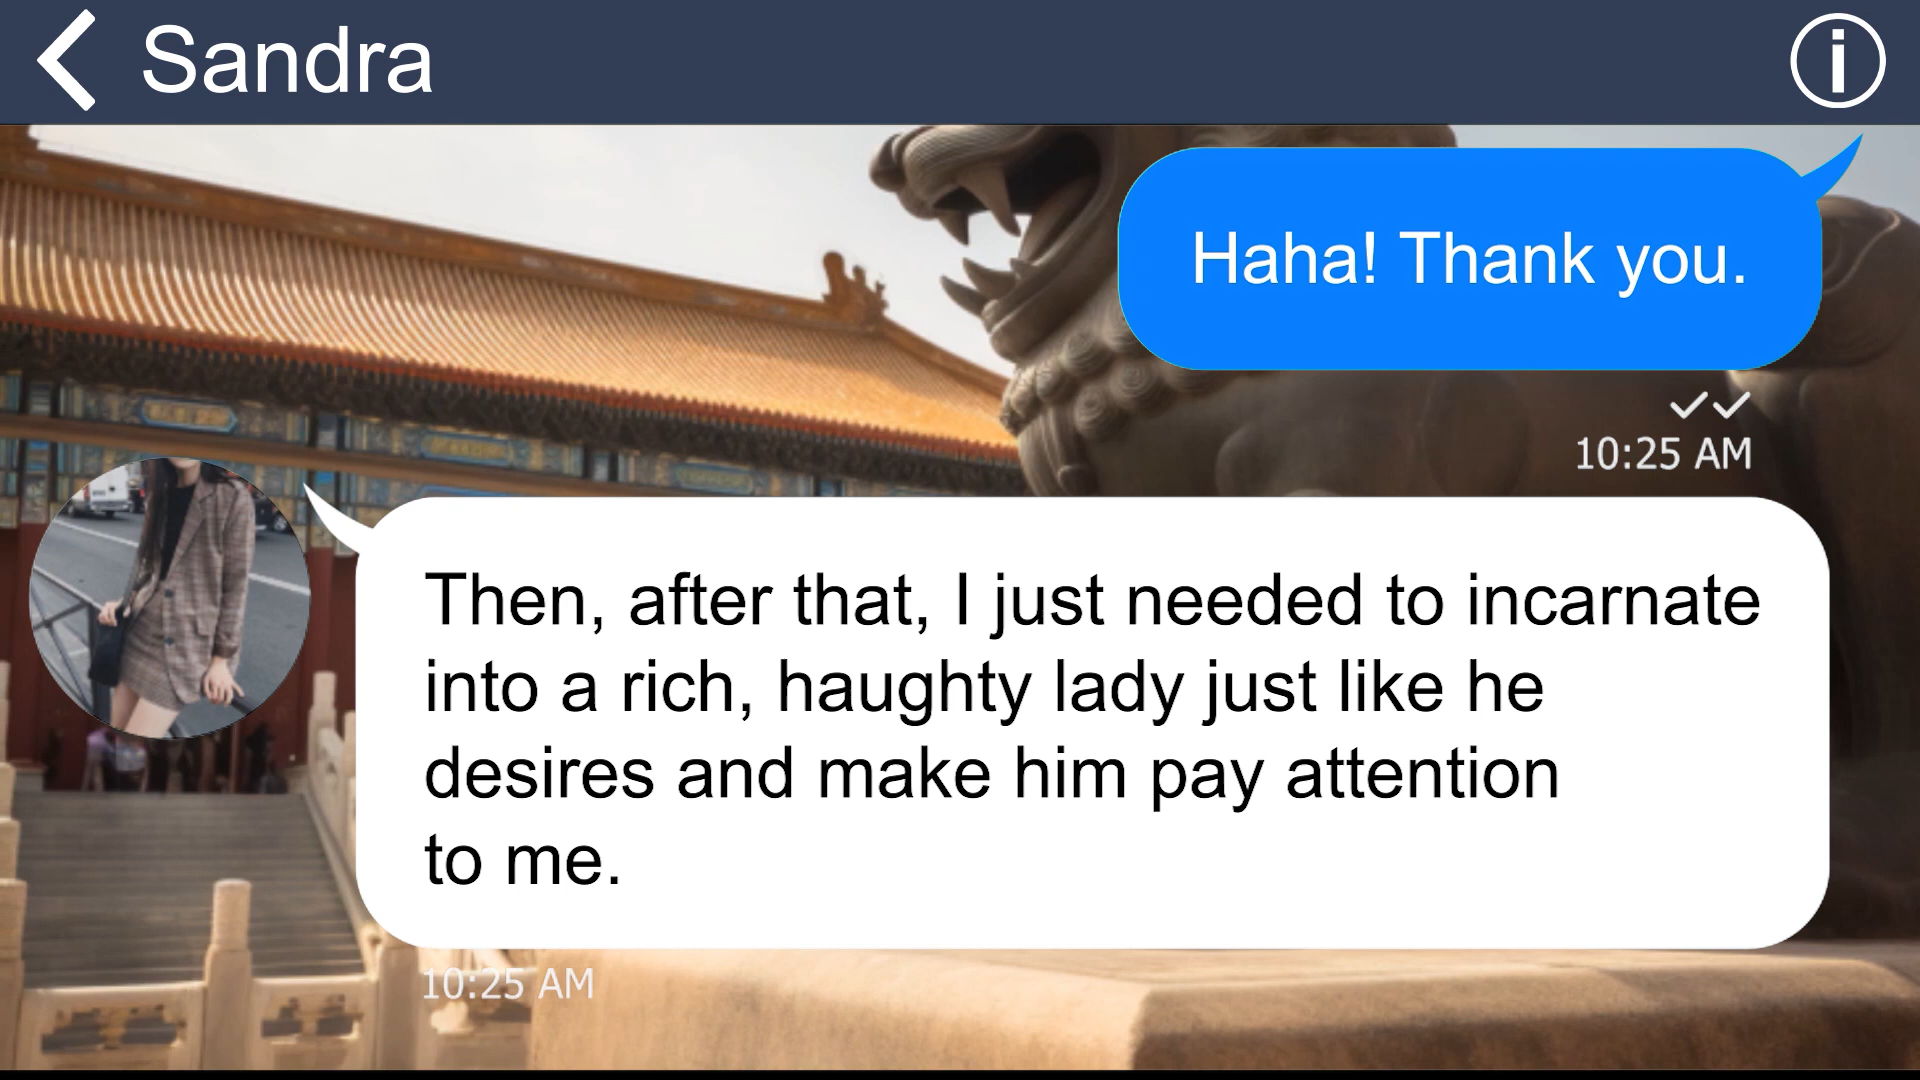 Sandra
Haha! Thank you.
10:25 AM
Then, after that, I just needed to incarnate
into a rich, haughty lady just like he
desires and make him pay attention
to me.
10:25 AM